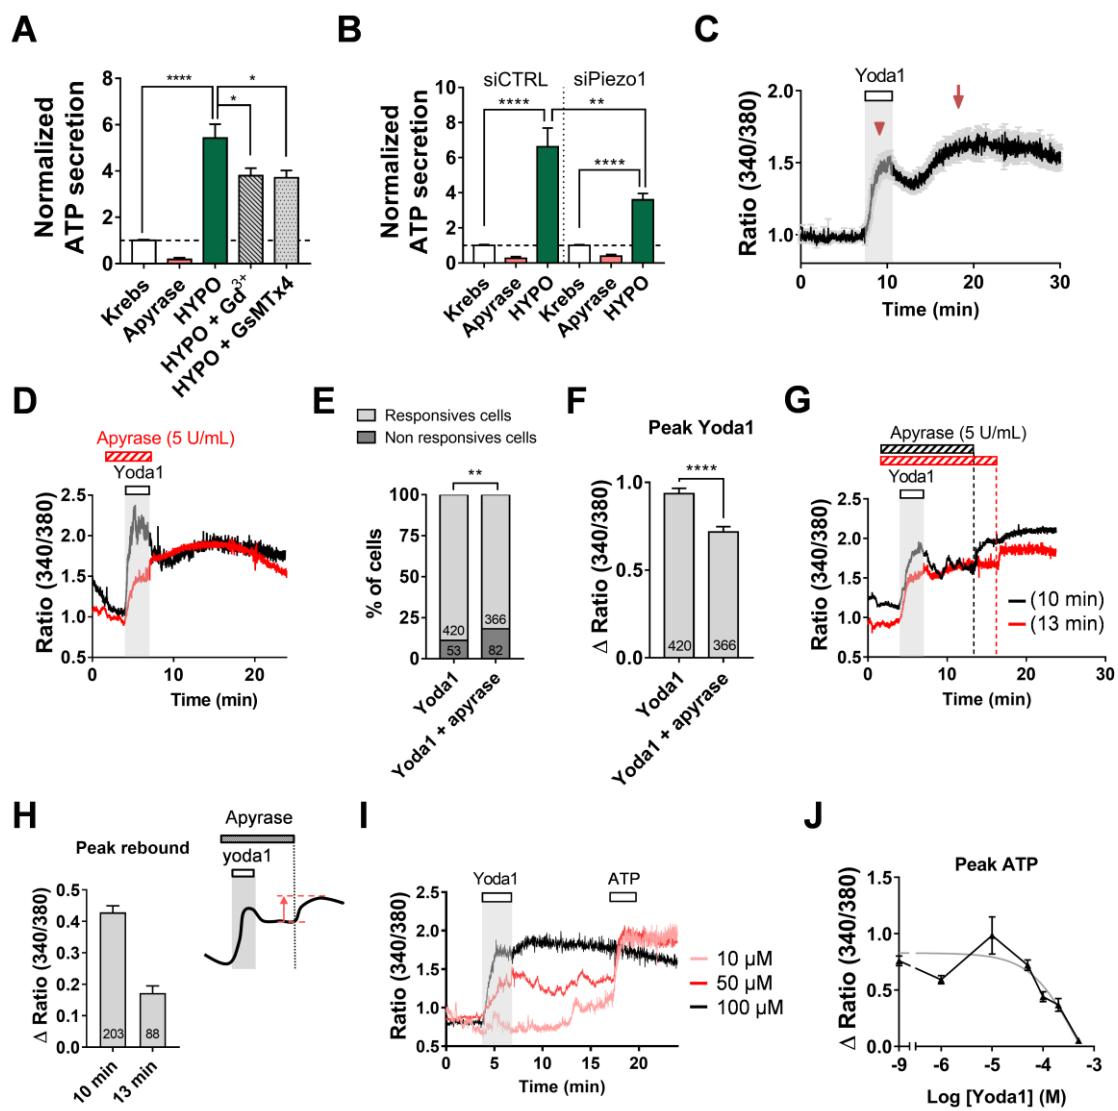 A
Normalized
ATP secretion
8
6
4
2
0
****
*
*
Krebs
Apyrase
HYPO
HYPO + Gd3+
HYPO + GsMTx4
B
Normalized
ATP secretion
siCTRL
siPiezo1
10
8
6
4
2
0
****
**
****
Krebs
Apyrase
HYPO
Krebs
Apyrase
HYPO
C
Yoda1
Ratio (340/380)
2.0
1.5
1.0
0
10
20
30
Time (min)
D
Apyrase (5 U/mL)
Yoda1
Ratio (340/380)
2.5
2.0
1.5
1.0
0.5
0
10
20
Time (min)
E
Responsives cells
Non responsives cells
**
% of cells
100
75
50
25
0
420
53
366
82
Yoda1
Yoda1 + apyrase
F
Peak Yoda1
****
Δ Ratio (340/380)
1.0
0.5
0.0
420
366
Yoda1
Yoda1 + apyrase
G
Apyrase (5 U/mL)
Yoda1
Ratio (340/380)
2.5
2.0
1.5
1.0
0.5
(10 min)
(13 min)
0
10
20
30
Time (min)
H
Peak rebound
Δ Ratio (340/380)
0.5
0.4
0.3
0.2
0.1
0.0
203
88
10 min
13 min
Apyrase
yoda1
I
Yoda1
ATP
Ratio (340/380)
2.5
2.0
1.5
1.0
0.5
0
5
10
15
20
Time (min)
10 µM
50 µM
100 µM
J
Peak ATP
Δ Ratio (340/380)
1.5
1.0
0.5
0.0
-9
-6
-5
-4
-3
Log [Yoda1] (M)